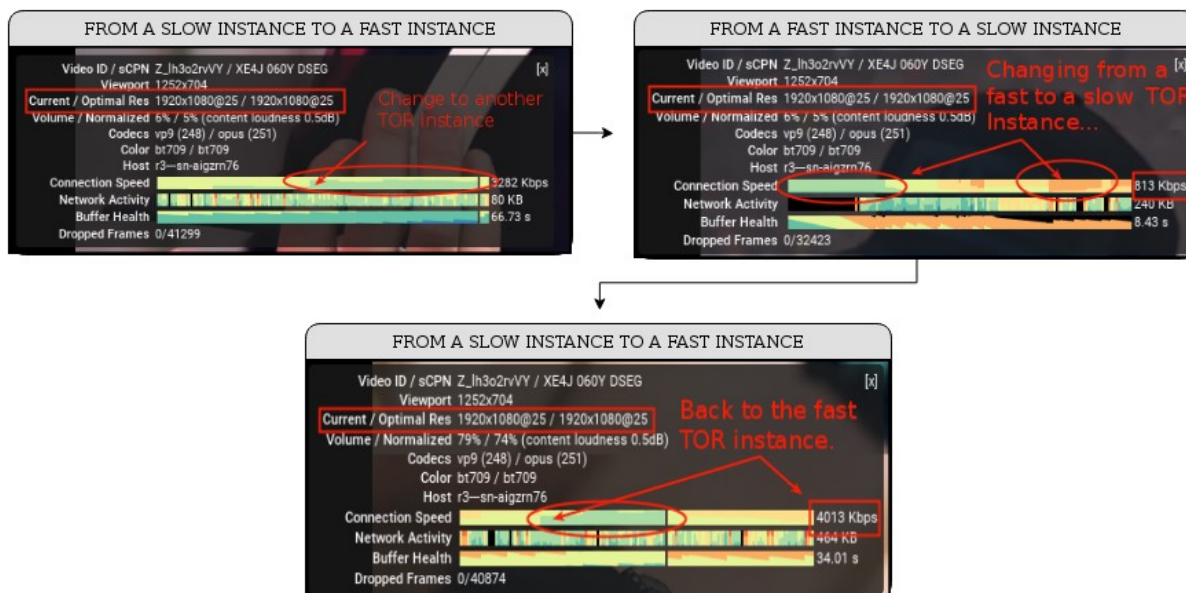 FROM A SLOW INSTANCE TO A FAST INSTANCE
Video ID / sCPN Z_lh3o2rvVY / XE4J 060Y DSEG [x]
Viewport 1252x704
Current / Optimal Res 1920x1080@25 / 1920x1080@25
Change to another
TOR instance
Volume / Normalized 6% / 5% (content loudness 0.5dB)
Codecs vp9 (248) / opus (251)
Color bt709 / bt709
Host r3—sn-aigzrn76
Connection Speed 3282 Kbps
Network Activity 80 KB
Buffer Health 66.73 s
Dropped Frames 0/41299
FROM A FAST INSTANCE TO A SLOW INSTANCE
Video ID / sCPN Z_lh3o2rvVY / XE4J 060Y DSEG [x]
Viewport 1252x704
Current / Optimal Res 1920x1080@25 / 1920x1080@25
Changing from a
fast to a slow TOR
Instance...
Volume / Normalized 6% / 5% (content loudness 0.5dB)
Codecs vp9 (248) / opus (251)
Color bt709 / bt709
Host r3—sn-aigzrn76
Connection Speed 813 Kbps
Network Activity 240 KB
Buffer Health 8.43 s
Dropped Frames 0/32423
FROM A SLOW INSTANCE TO A FAST INSTANCE
Video ID / sCPN Z_lh3o2rvVY / XE4J 060Y DSEG [x]
Viewport 1252x704
Current / Optimal Res 1920x1080@25 / 1920x1080@25
Back to the fast
TOR instance.
Volume / Normalized 79% / 74% (content loudness 0.5dB)
Codecs vp9 (248) / opus (251)
Color bt709 / bt709
Host r3—sn-aigzrn76
Connection Speed 4013 Kbps
Network Activity 464 KB
Buffer Health 34.01 s
Dropped Frames 0/40874